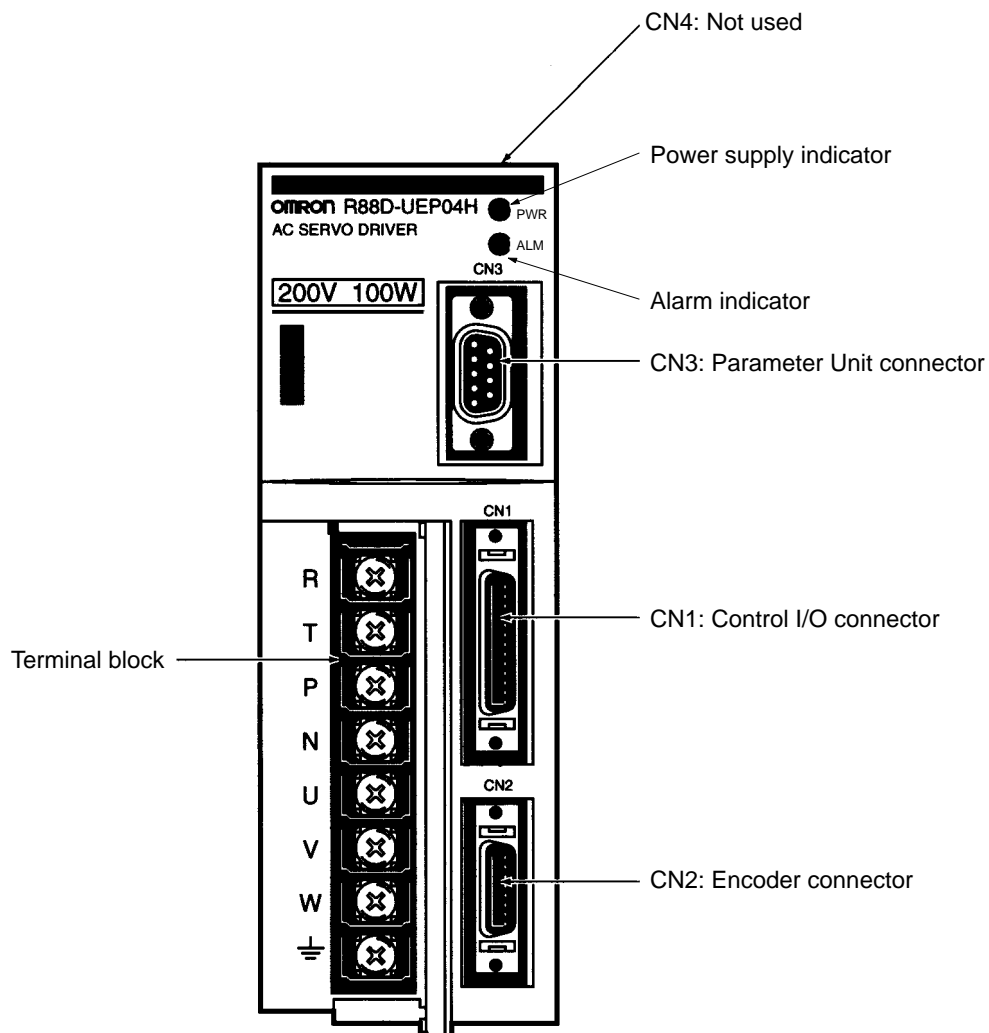 CN4: Not used
Power supply indicator
OMRON R88D-UEP04H
PWR
AC SERVO DRIVER
ALM
CN3
200V 100W
Alarm indicator
CN3: Parameter Unit connector
CN1
R
T
CN1: Control I/O connector
Terminal block
P
N
U
CN2
V
CN2: Encoder connector
W